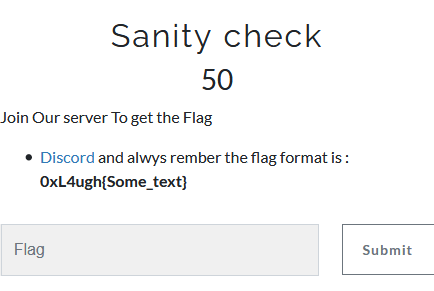 Sanity check
50
Join Our server To get the Flag
Discord and alwys rember the flag format is :
0xL4ugh{Some_text}
Flag
Submit